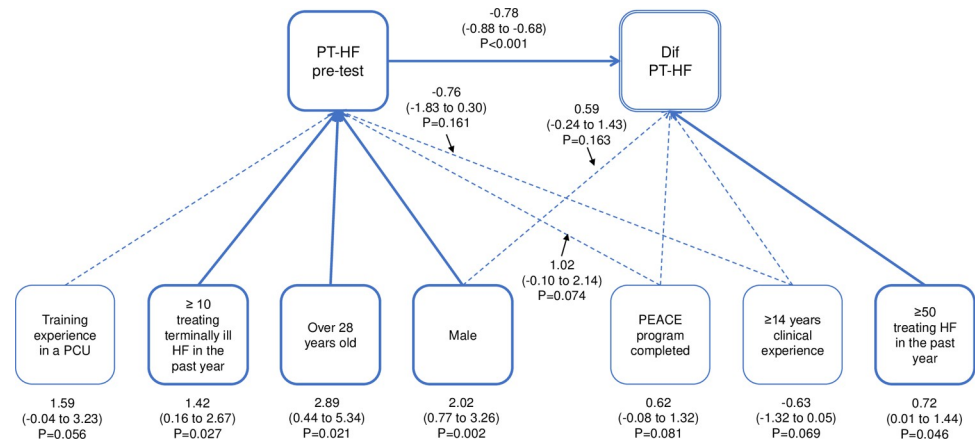 -0.78
(-0.88 to -0.68)
P<0.001
PT-HF
pre-test
Dif
PT-HF
-0.76
(-1.83 to 0.30)
P=0.161
0.59
(-0.24 to 1.43)
P=0.163
1.02
(-0.10 to 2.14)
P=0.074
Training
experience
in a PCU
≥ 10
treating
terminally ill
HF in the
past year
Over 28
years old
Male
PEACE
program
completed
≥14 years
clinical
experience
≥50
treating HF
in the past
year
1.59
(-0.04 to 3.23)
P=0.056
1.42
(0.16 to 2.67)
P=0.027
2.89
(0.44 to 5.34)
P=0.021
2.02
(0.77 to 3.26)
P=0.002
0.62
(-0.08 to 1.32)
P=0.081
-0.63
(-1.32 to 0.05)
P=0.069
0.72
(0.01 to 1.44)
P=0.046